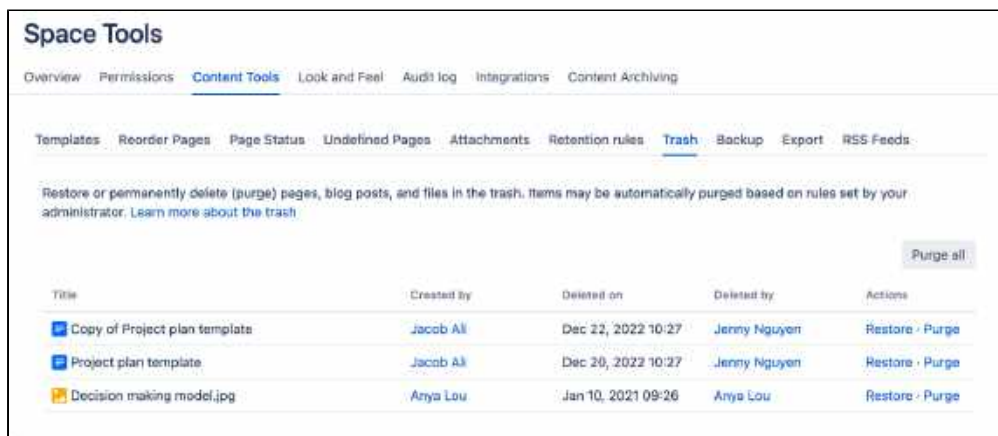 Space Tools
Overview Permissions Content Tools Look and Feel Audit log Integrations Content Archiving
Templates Reorder Pages Page Status Undefined Pages Attachments Retention rules Trash Backup Export RSS Feeds
Restore or permanently delete (purge) pages, blog posts, and files in the trash. Items may be automatically purged based on rules set by your
administrator. Learn more about the trash
Purge all
Title Created by Deleted on Deleted by Actions
Copy of Project plan template Jacob Ali Dec 22, 2022 10:27 Jenny Nguyen Restore · Purge
Project plan template Jacob Ali Dec 20, 2022 10:27 Jenny Nguyen Restore · Purge
Decision making model.jpg Anya Lou Jan 10, 2021 09:26 Anya Lou Restore · Purge